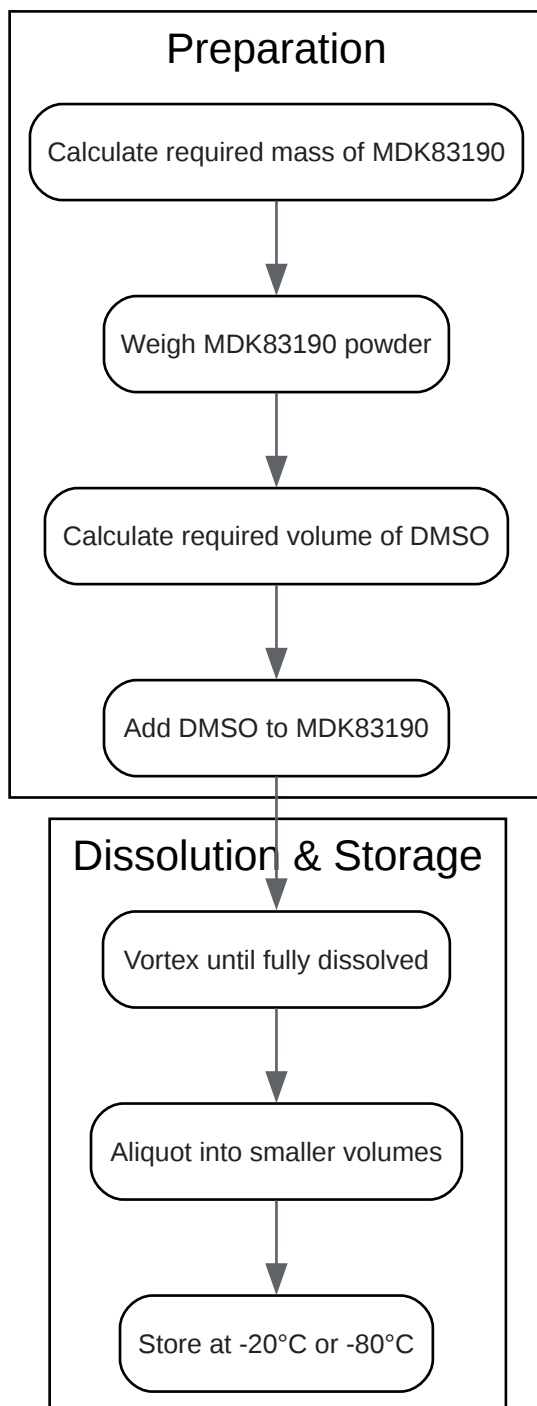 Preparation
Calculate required mass of MDK83190
Weigh MDK83190 powder
Calculate required volume of DMSO
Add DMSO to MDK83190
Dissolution & Storage
Vortex until fully dissolved
Aliquot into smaller volumes
Store at -20°C or -80°C